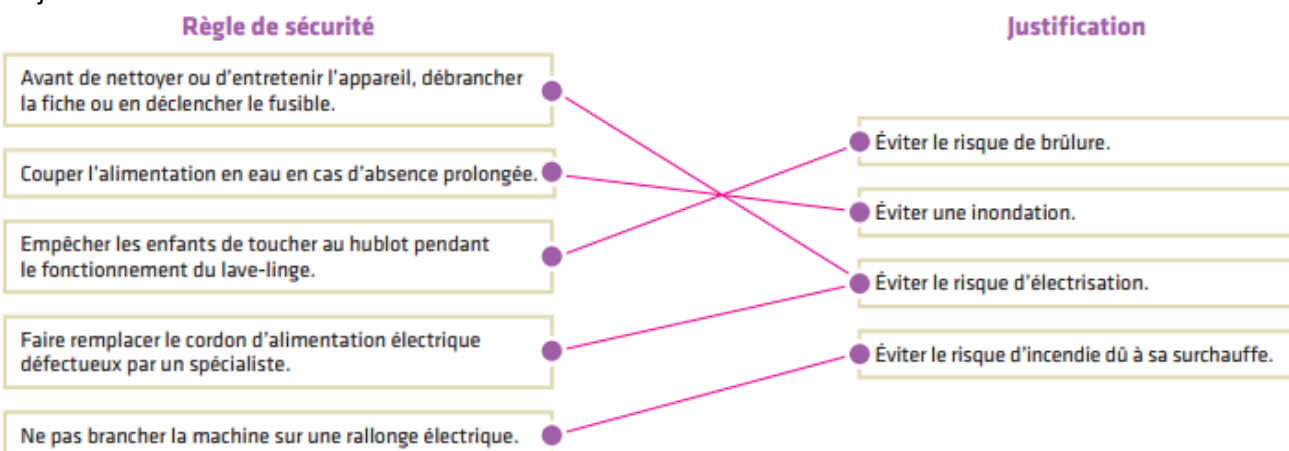 Règle de sécurité
Justification
Avant de nettoyer ou d'entretenir l'appareil, débrancher
la fiche ou en déclencher le fusible.
Couper l'alimentation en eau en cas d'absence prolongée.
Empêcher les enfants de toucher au hublot pendant
le fonctionnement du lave-linge.
Faire remplacer le cordon d'alimentation électrique
défectueux par un spécialiste.
Ne pas brancher la machine sur une rallonge électrique.
Éviter le risque de brûlure.
Éviter une inondation.
Éviter le risque d'électrisation.
Éviter le risque d'incendie dû à sa surchauffe.